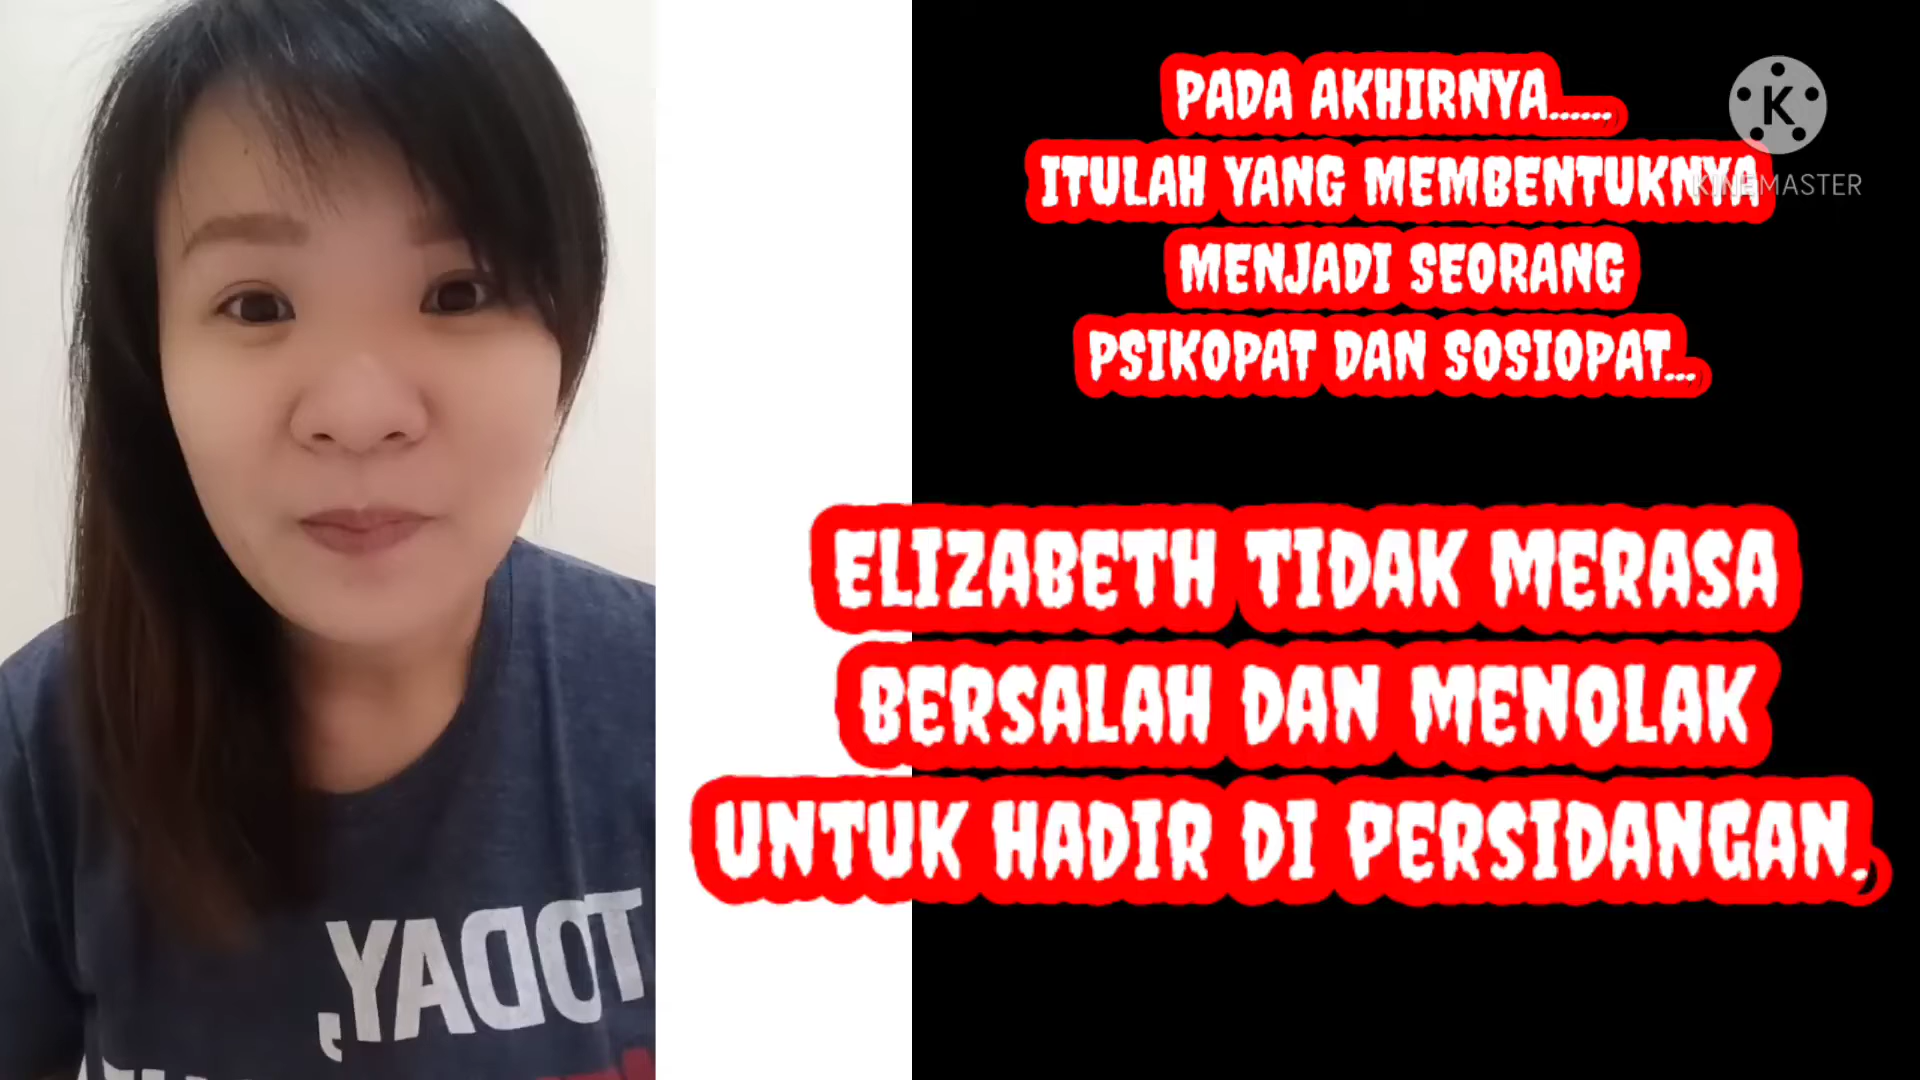 PADA AKHIRNYA......
ITULAH YANG MEMBENTUKNYA
MENJADI SEORANG
PSIKOPAT DAN SOSIOPAT...
K
KINEMASTER
ELIZABETH TIDAK MERASA
BERSALAH DAN MENOLAK
UNTUK HADIR DI PERSIDANGAN.
TODAY,